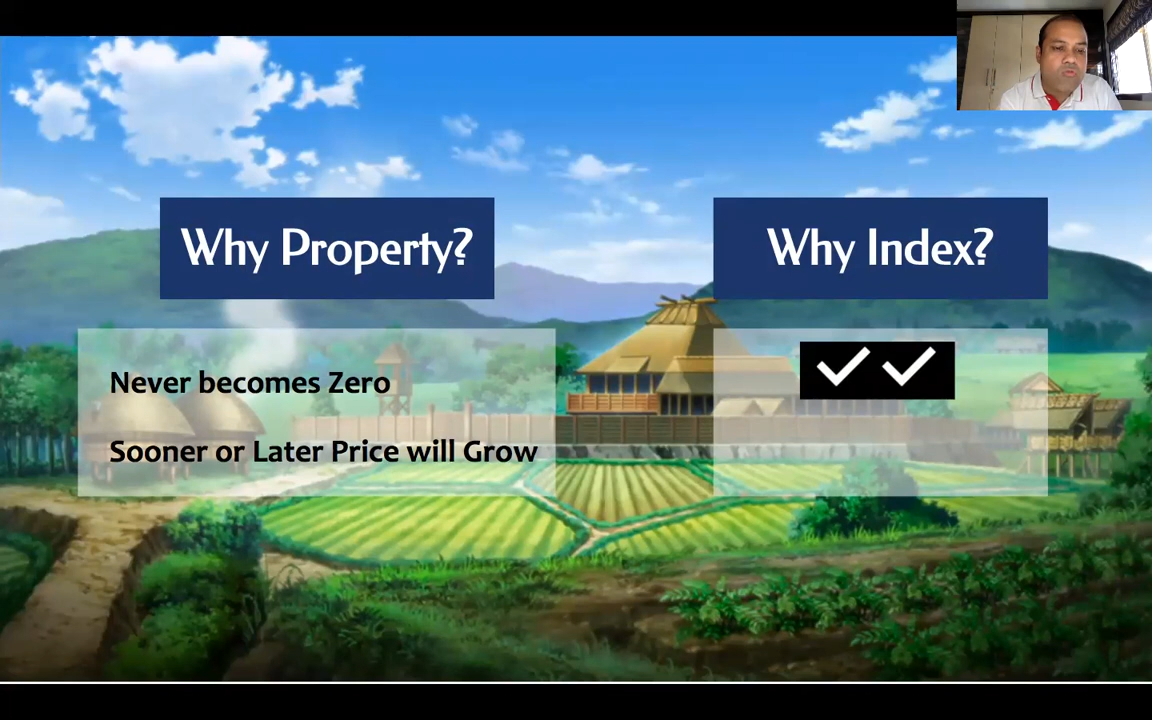 Why Property?
Why Index?
Never becomes Zero
Sooner or Later Price will Grow